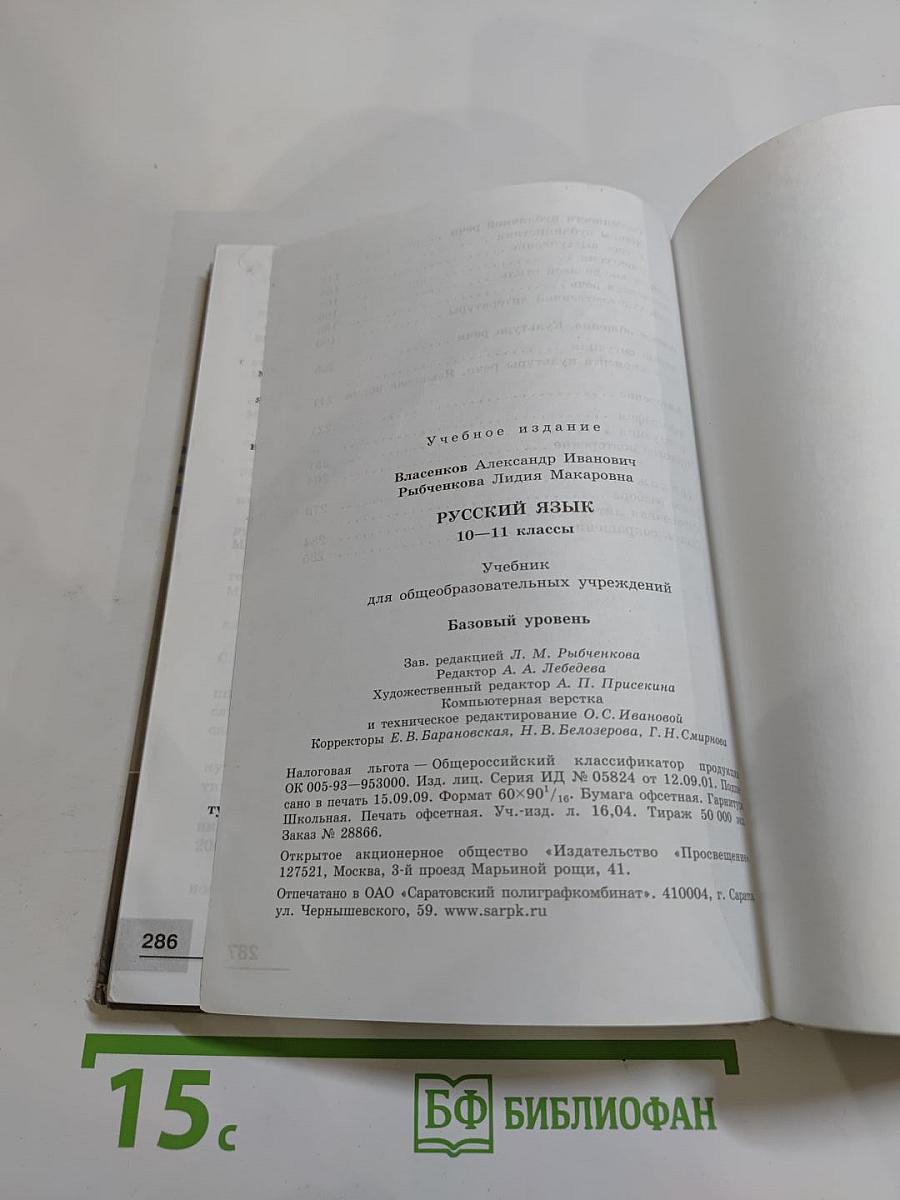 Учебное издание
Власенков Александр Иванович
Рыбченкова Лидия Макаровна
РУССКИЙ ЯЗЫК
10—11 классы
Учебник
для общеобразовательных учреждений
Базовый уровень
Зав. редакцией Л. М. Рыбченкова
Редактор А. А. Лебедева
Художественный редактор А. П. Присекина
Компьютерная верстка
и техническое редактирование О. С. Ивановой
Корректоры Е. В. Барановская, Н. В. Белозерова, Г. Н. Смирнова
Налоговая льгота — Общероссийский классификатор
ОК 005-93—953000. Изд. лиц. Серия ИД № 05824 от 12.09.01.
сано в печать 15.09.09. Формат 60×90 1/16. Бумага офсетная.
Школьная. Печать офсетная. Уч.-изд. л. 16,04. Тираж 50 000
Заказ № 28866.
Открытое акционерное общество «Издательство «Просвещение»
127521, Москва, 3-й проезд Марьиной рощи, 41.
Отпечатано в ОАО «Саратовский полиграфкомбинат». 410004, г.
ул. Чернышевского, 59. www.sarpk.ru
286
15 с
БФ БИБЛИОФАН